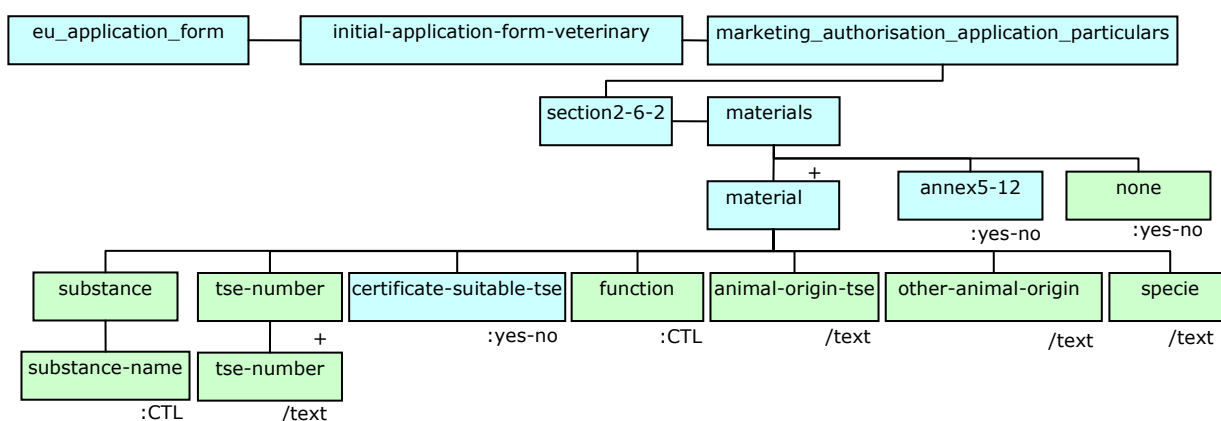 eu_application_form
initial-application-form-veterinary
marketing_authorisation_application_particulars
section2-6-2
materials
+
material
annex5-12
:yes-no
none
:yes-no
substance
tse-number
certificate-suitable-tse
:yes-no
function
:CTL
animal-origin-tse
/text
other-animal-origin
/text
specie
/text
substance-name
:CTL
+
tse-number
/text